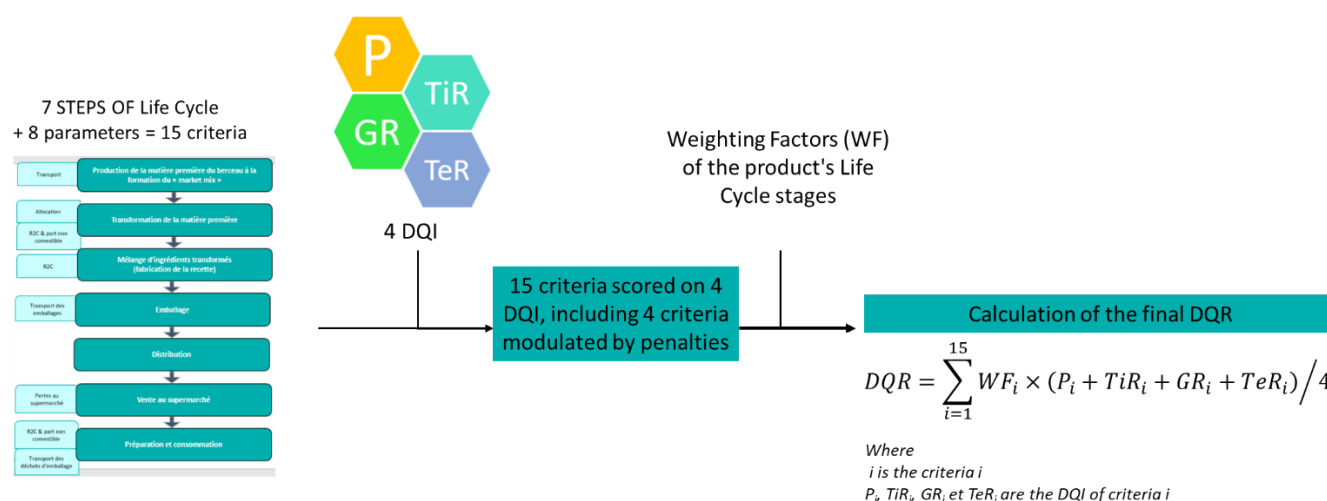 7 STEPS OF Life Cycle
+ 8 parameters = 15 criteria
Transport
Production de la matière première du berceau à la
formation du « market mix »
Allocation
Transformation de la matière première
R2C & part non
comestible
R2C
Mélange d'ingrédients transformés
(fabrication de la recette)
Transport des
emballages
Emballage
Distribution
Pertes au
supermarché
Vente au supermarché
R2C & part non
comestible
Préparation et consommation
Transport des
déchets d'emballage
P
TiR
GR
TeR
4 DQI
15 criteria scored on 4
DQI, including 4 criteria
modulated by penalties
Weighting Factors (WF)
of the product's Life
Cycle stages
Calculation of the final DQR
DQR = ∑_{i=1}^{15} WF_i × (P_i + TiR_i + GR_i + TeR_i)/4
Where
i is the criteria i
P_i, TiR_i, GR_i et TeR_i are the DQI of criteria i